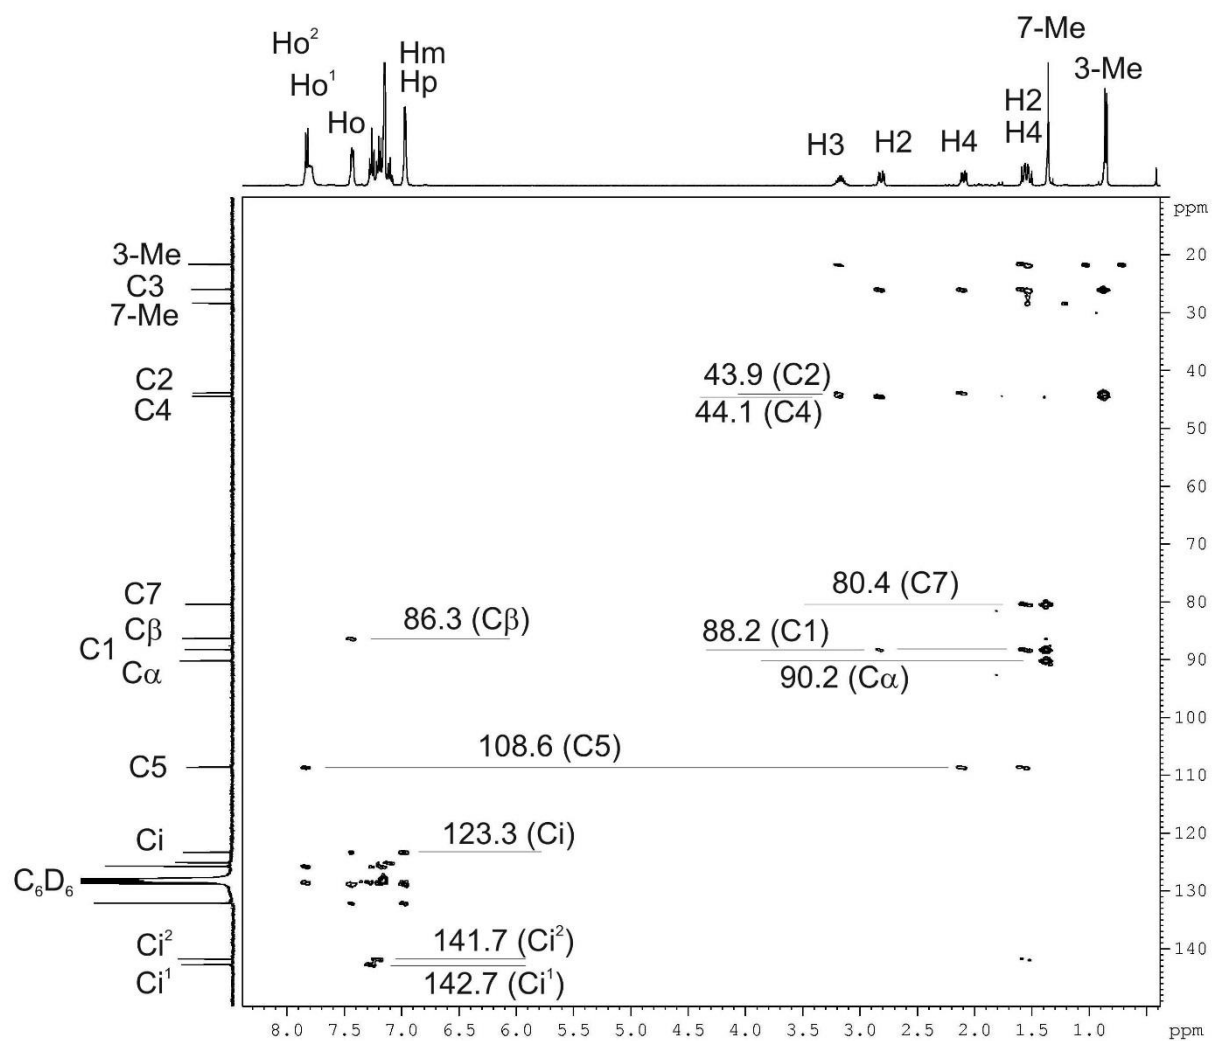 7-Me
Ho²
Hm
3-Me
Ho¹
Hp
H2
Ho
H4
H3
H2
H4
ppm
3-Me
20
C3
7-Me
30
C2
43.9 (C2)
40
C4
44.1 (C4)
50
60
70
C7
80.4 (C7)
80
Cβ
86.3 (Cβ)
C1
88.2 (C1)
Cα
90.2 (Cα)
90
100
C5
108.6 (C5)
110
120
Ci
123.3 (Ci)
C₆D₆
130
Ci²
141.7 (Ci²)
140
Ci¹
142.7 (Ci¹)
8.0 7.5 7.0 6.5 6.0 5.5 5.0 4.5 4.0 3.5 3.0 2.5 2.0 1.5 1.0 ppm